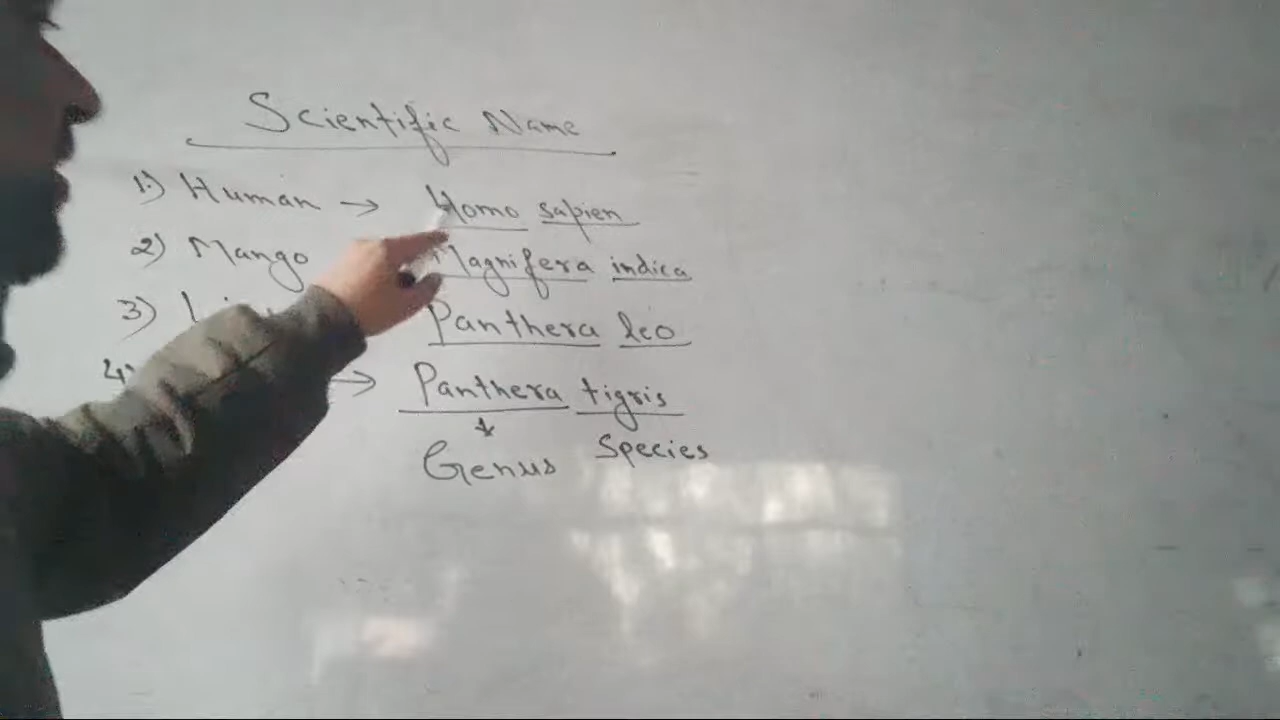 Scientific Name
1.) Human → Homo sapien
2) Mango Magnifera indica
3) Panthera leo
4) → Panthera tigris
Genus Species